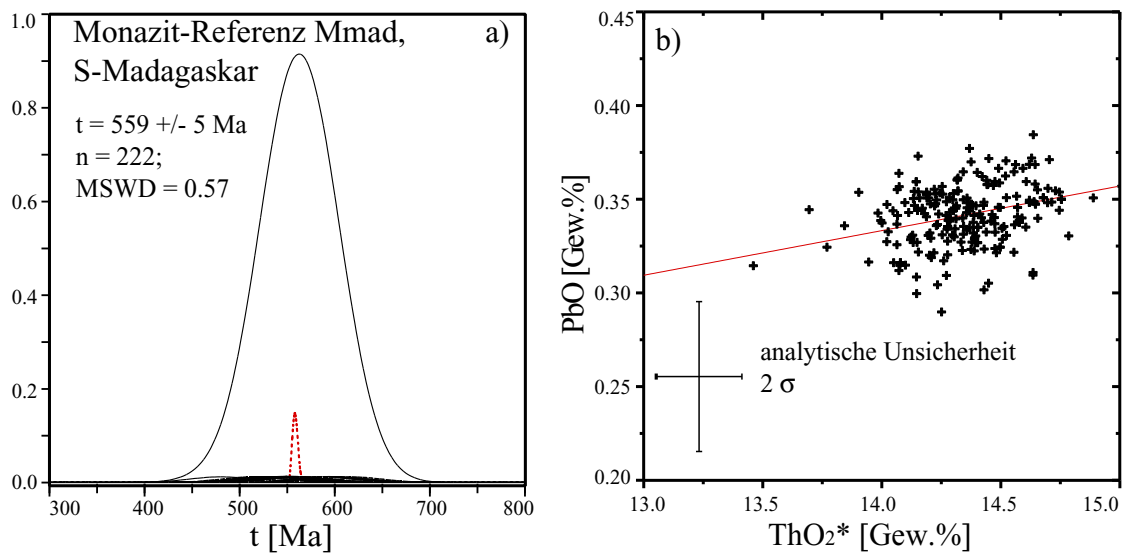 Monazit-Referenz Mmad,
S-Madagaskar
a)
t = 559 +/- 5 Ma
n = 222;
MSWD = 0.57
1.0
0.8
0.6
0.4
0.2
0.0
300
400
500
600
700
800
t [Ma]
b)
0.45
0.40
0.35
0.30
0.25
0.20
PbO [Gew.%]
analytische Unsicherheit
2 σ
13.0
13.5
14.0
14.5
15.0
ThO₂* [Gew.%]